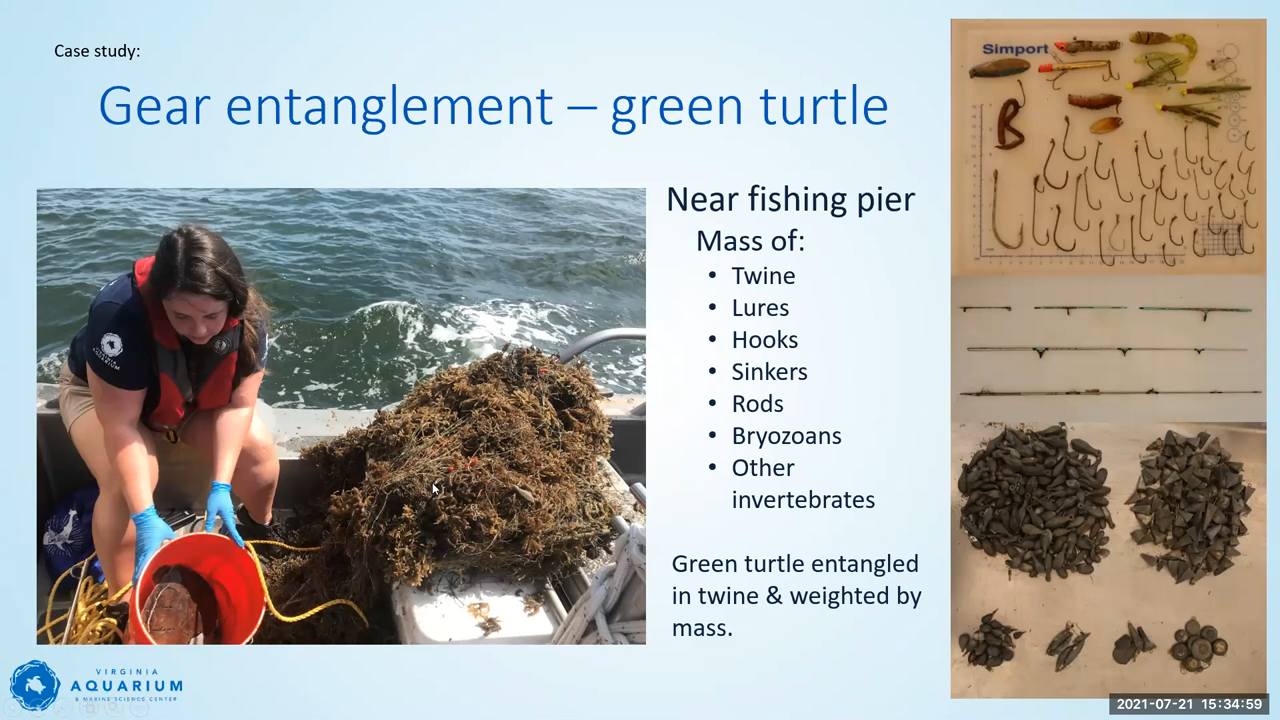 Case study:
Gear entanglement – green turtle
Near fishing pier
Mass of:
• Twine
• Lures
• Hooks
• Sinkers
• Rods
• Bryozoans
• Other
invertebrates
Green turtle entangled
in twine & weighted by
mass.
Simport
VIRGINIA
AQUARIUM
VIRGINIA
AQUARIUM
& MARINE SCIENCE CENTER
2021-07-21 15:34:59